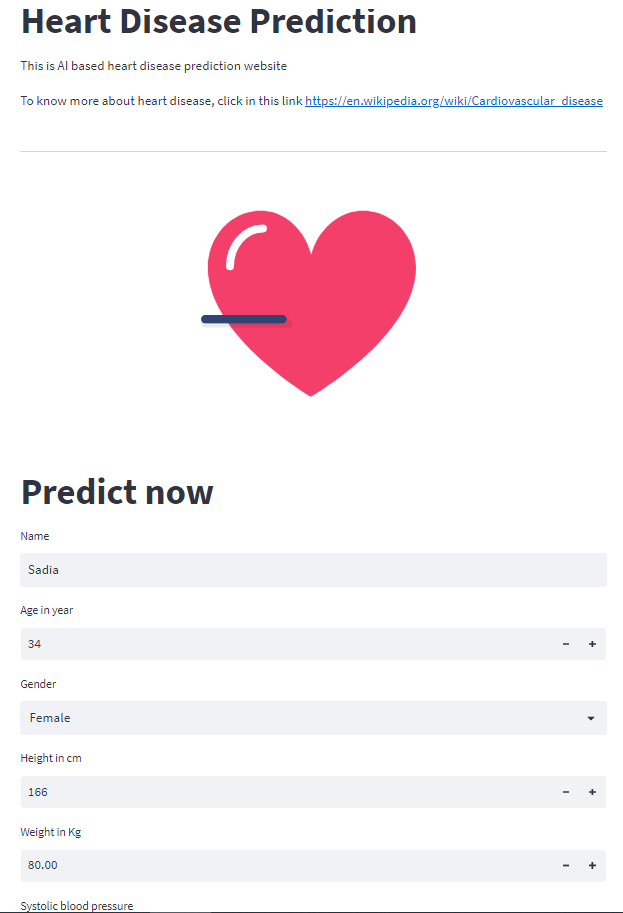 Heart Disease Prediction
This is AI based heart disease prediction website
To know more about heart disease, click in this link https://en.wikipedia.org/wiki/Cardiovascular_disease
Predict now
Name
Sadia
Age in year
34
Gender
Female
Height in cm
166
Weight in Kg
80.00
Systolic blood pressure